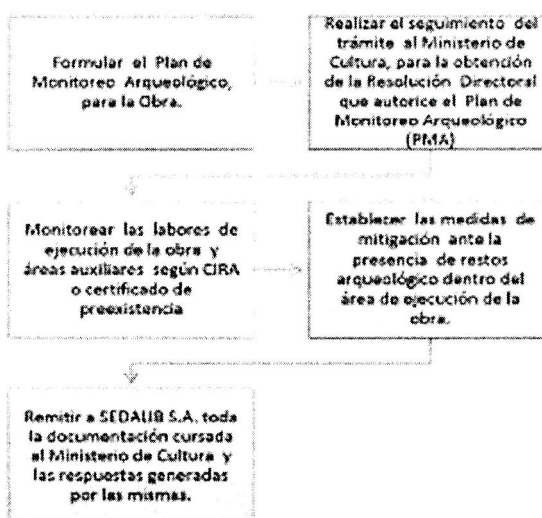 Formular el Plan de
Monitoreo Arqueológico,
para la Obra.
Realizar el seguimiento del
trámite al Ministerio de
Cultura, para la obtención
de la Resolución Directoral
que autorice el Plan de
Monitoreo Arqueológico
(PMA)
Monitorear las labores de
ejecución de la obra y
áreas auxiliares según CIRA
o certificado de
preexistencia
Establecer las medidas de
mitigación ante la
presencia de restos
arqueológico dentro del
área de ejecución de la
obra.
Remitir a SEDALIB S.A. toda
la documentación cursada
al Ministerio de Cultura y
las respuestas generadas
por las mismas.